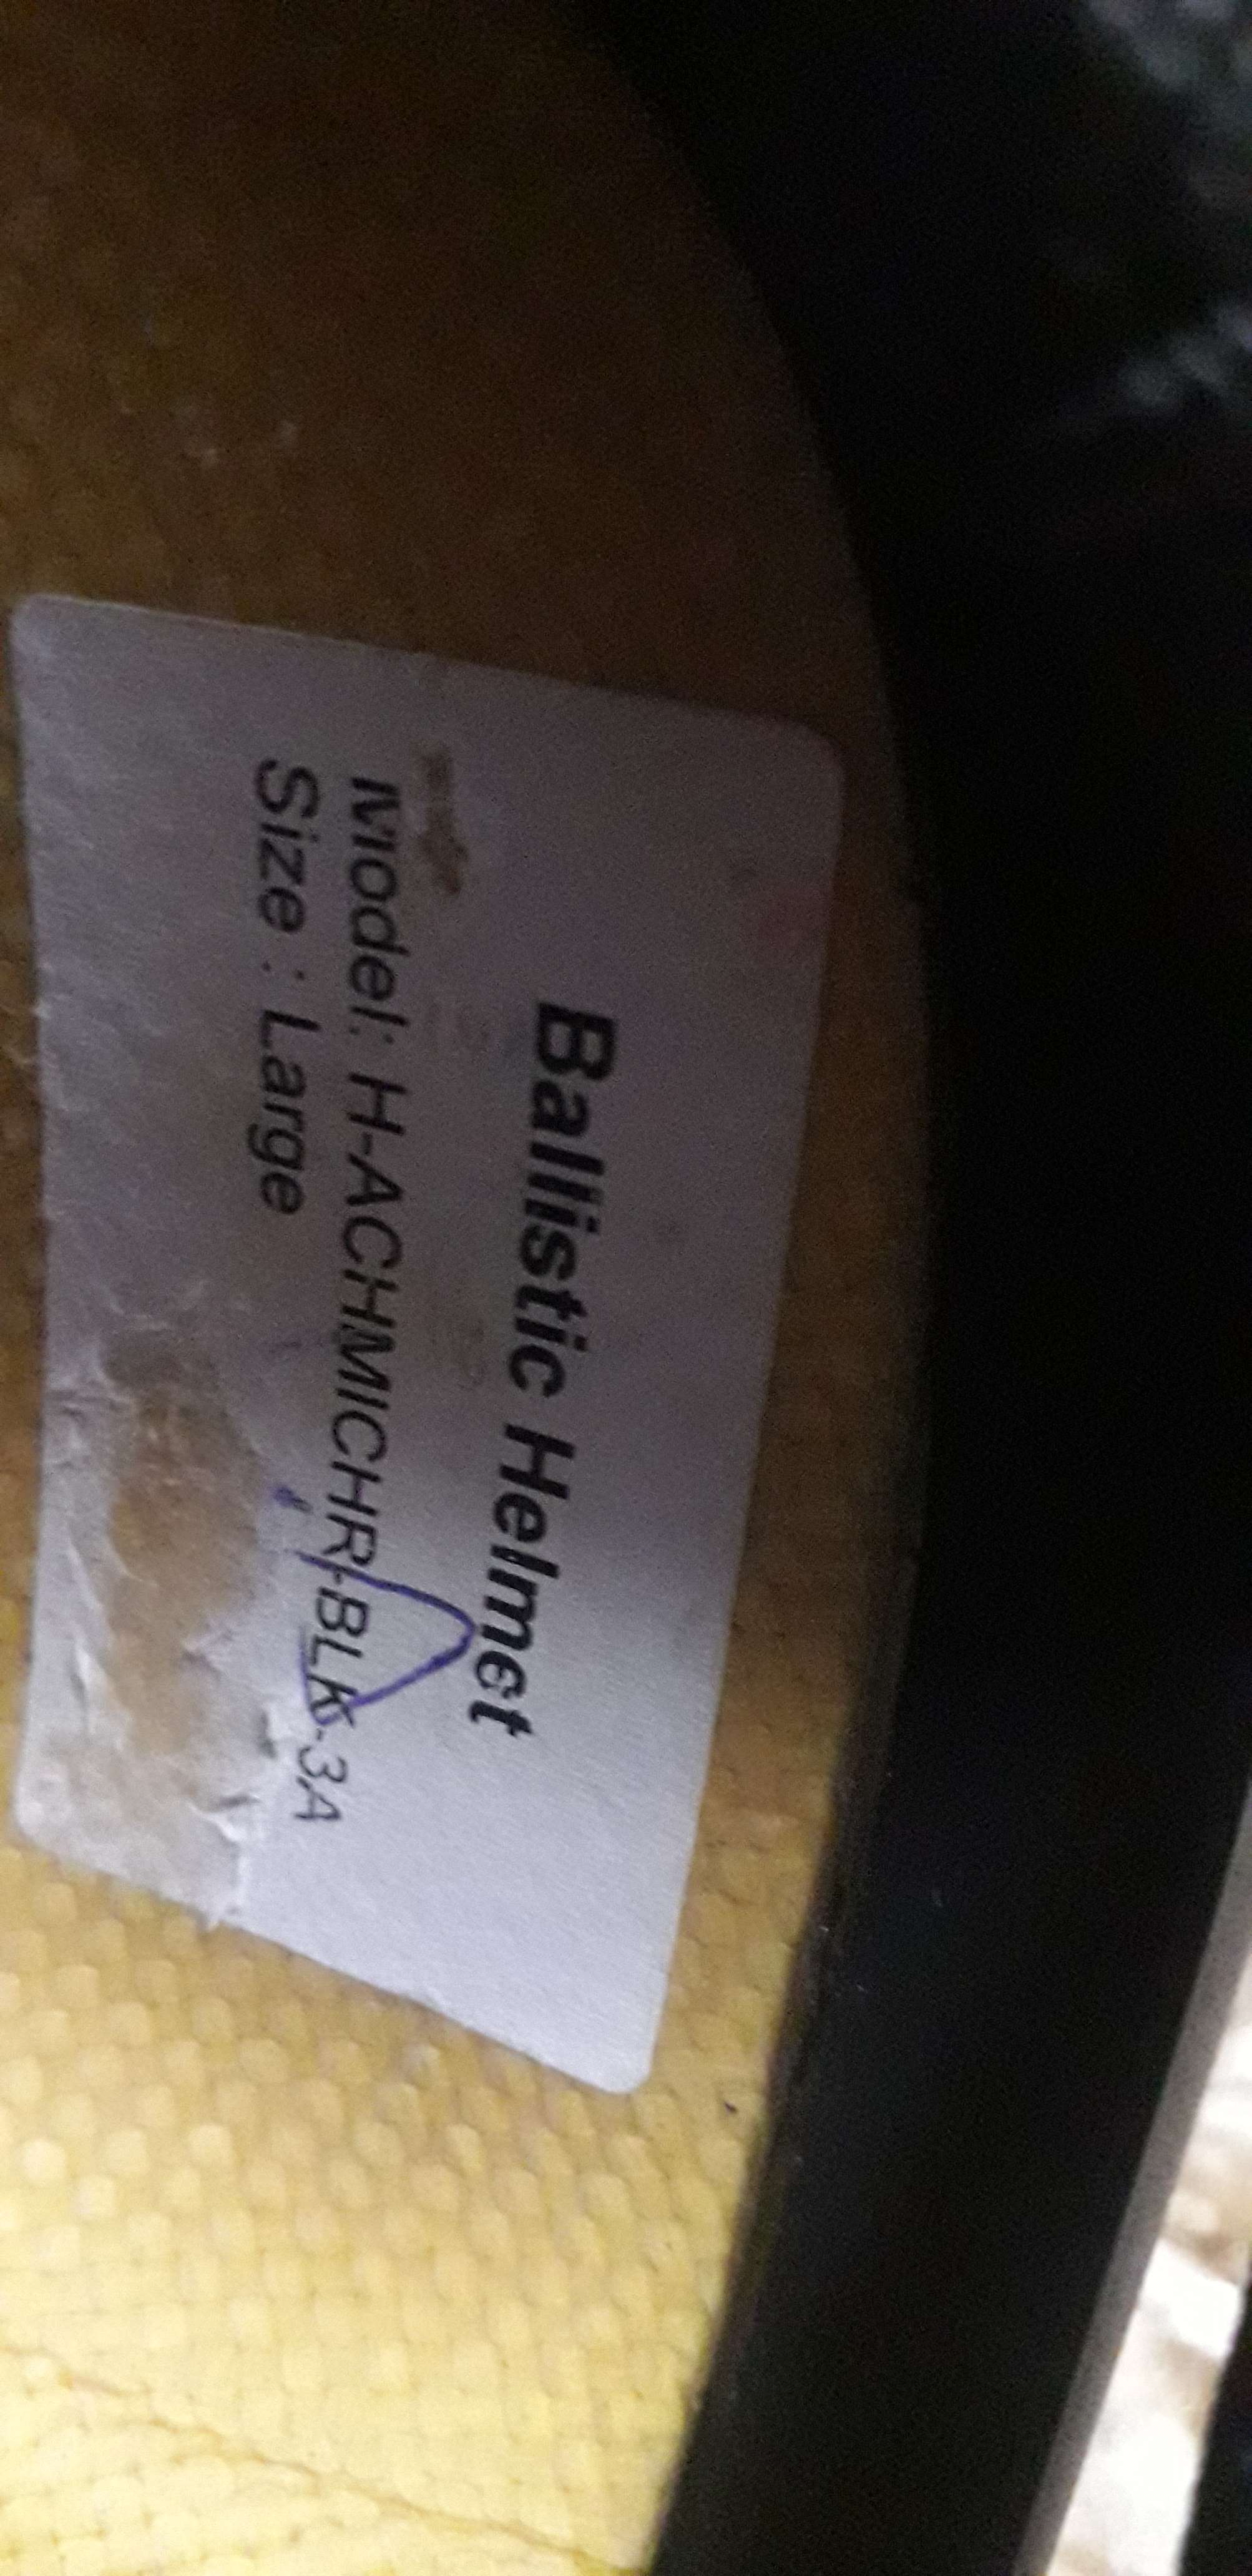 Ballistic Helmet
Model: H-ACHMICHR-BLK-3A
Size : Large